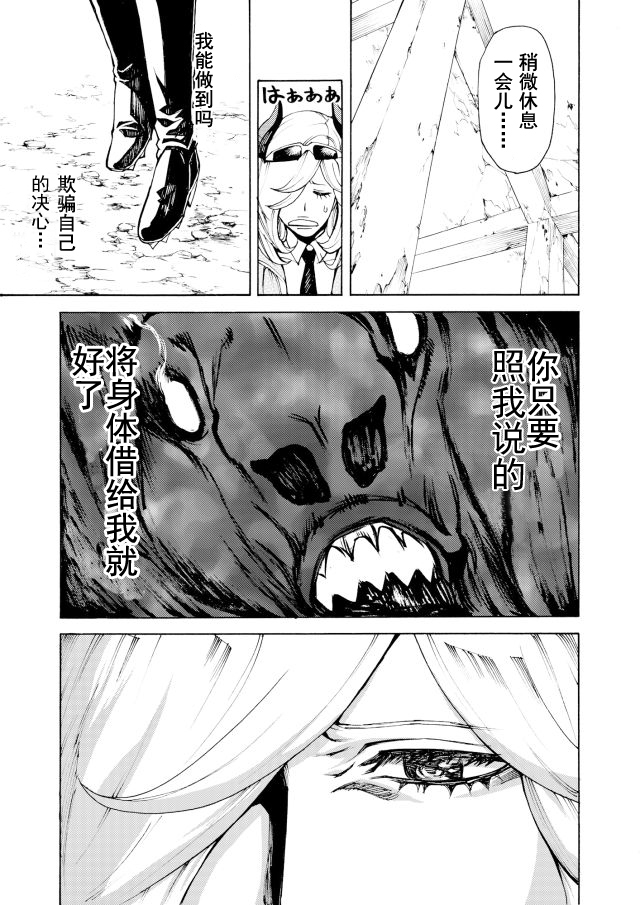 稍微休息
一会儿……
はぁぁぁぁ
我能做到吗
欺骗自己
的决心…
你只要
照我说的
将身体借给我就
好了